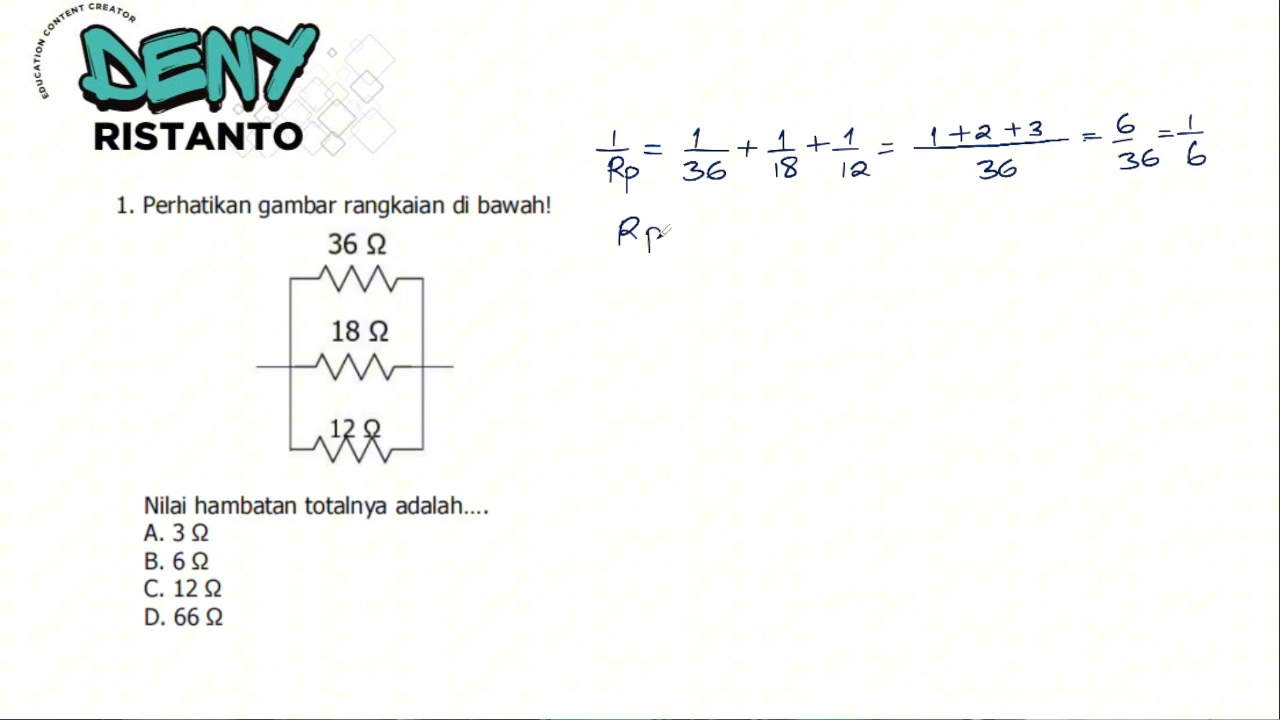 EDUCATION CONTENT CREATOR
DENY
RISTANTO
1. Perhatikan gambar rangkaian di bawah!
36 Ω
18 Ω
12 Ω
Nilai hambatan totalnya adalah....
A. 3 Ω
B. 6 Ω
C. 12 Ω
D. 66 Ω
1/Rp = 1/36 + 1/18 + 1/12 = 1+2+3/36 = 6/36 = 1/6
Rp